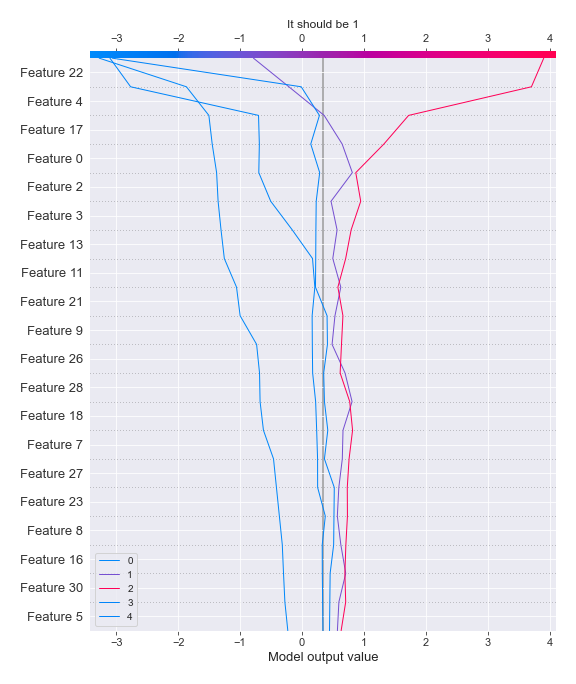 It should be 1
−3 −2 −1 0 1 2 3 4
Feature 22
Feature 4
Feature 17
Feature 0
Feature 2
Feature 3
Feature 13
Feature 11
Feature 21
Feature 9
Feature 26
Feature 28
Feature 18
Feature 7
Feature 27
Feature 23
Feature 8
Feature 16
Feature 30
Feature 5
0
1
2
3
4
−3 −2 −1 0 1 2 3 4
Model output value